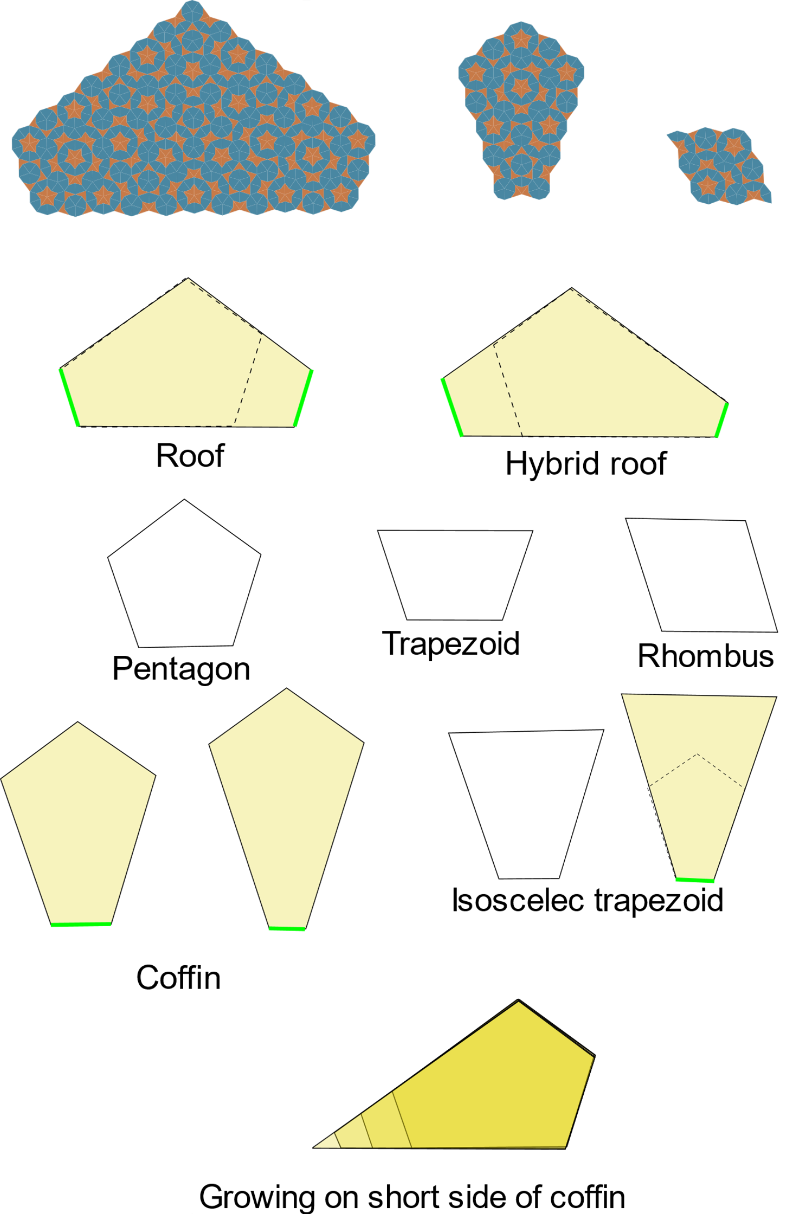 Roof
Hybrid roof
Pentagon
Trapezoid
Rhombus
Isoscelec trapezoid
Coffin
Growing on short side of coffin